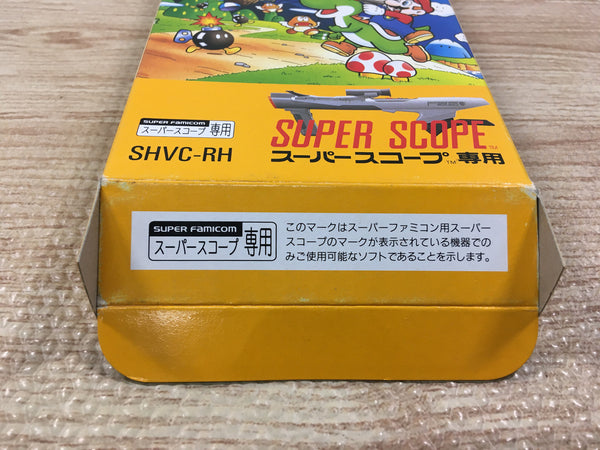 SUPER FAMICOM
スーパースコープ 専用
SHVC-RH
SUPER SCOPE™
スーパースコープ™専用
SUPER FAMICOM
スーパースコープ 専用
このマークはスーパーファミコン用スーパー
スコープのマークが表示されている機器での
みご使用可能なソフトであることを示します。